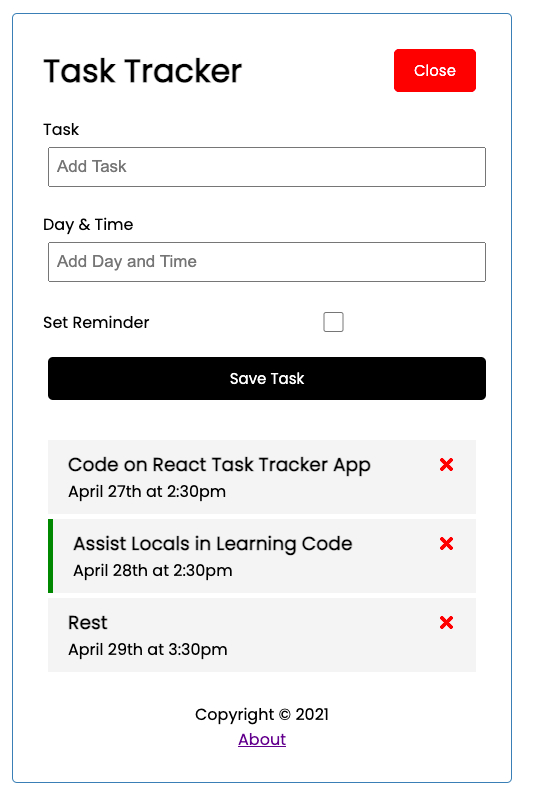 Task Tracker
Close
Task
Add Task
Day & Time
Add Day and Time
Set Reminder
Save Task
Code on React Task Tracker App
April 27th at 2:30pm
Assist Locals in Learning Code
April 28th at 2:30pm
Rest
April 29th at 3:30pm
Copyright © 2021
About